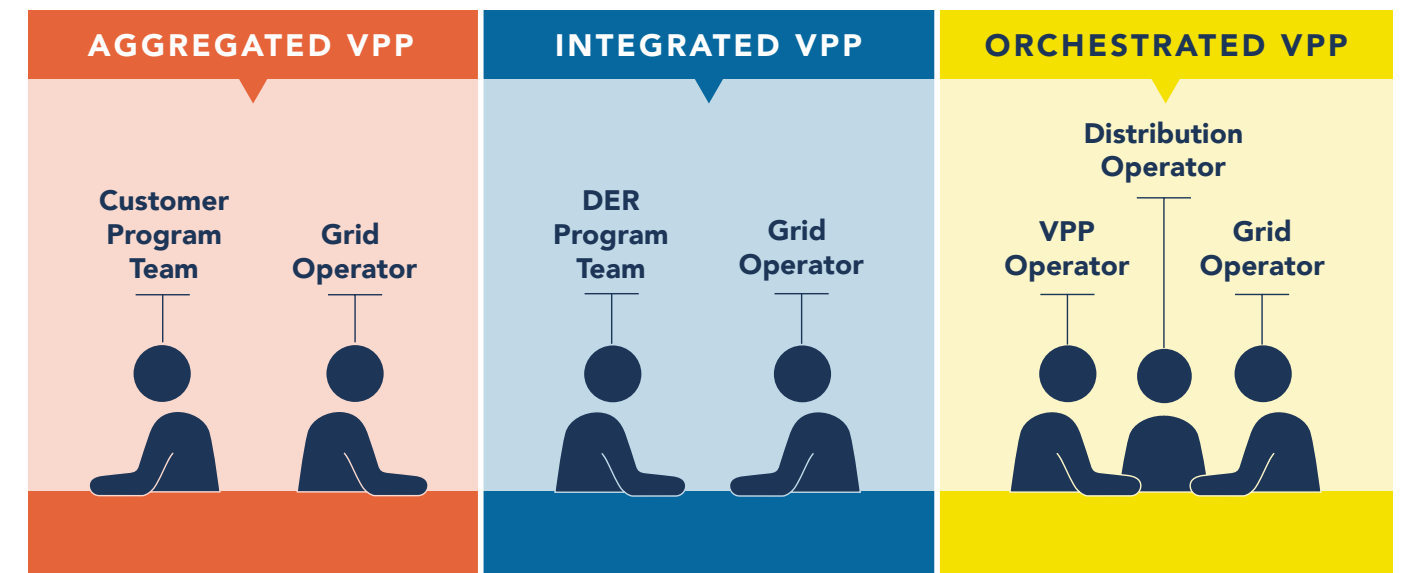 AGGREGATED VPP
Customer
Program
Team
Grid
Operator
INTEGRATED VPP
DER
Program
Team
Grid
Operator
ORCHESTRATED VPP
Distribution
Operator
VPP
Operator
Grid
Operator